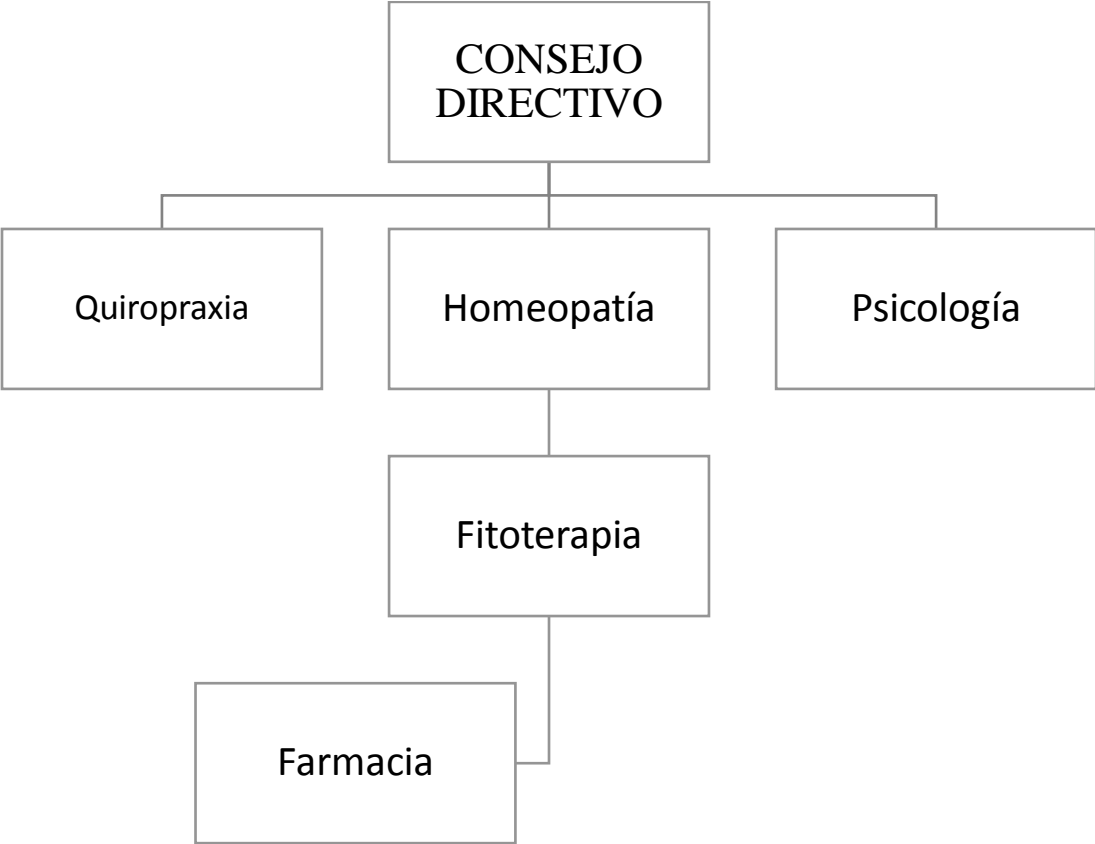 CONSEJO
DIRECTIVO
Quiropraxia
Homeopatía
Psicología
Fitoterapia
Farmacia